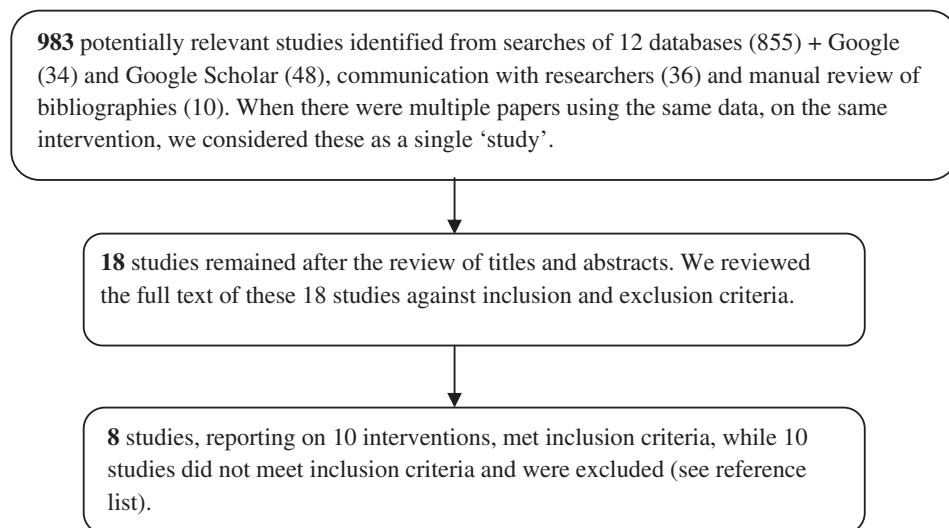 983 potentially relevant studies identified from searches of 12 databases (855) + Google
(34) and Google Scholar (48), communication with researchers (36) and manual review of
bibliographies (10). When there were multiple papers using the same data, on the same
intervention, we considered these as a single ‘study’.
18 studies remained after the review of titles and abstracts. We reviewed
the full text of these 18 studies against inclusion and exclusion criteria.
8 studies, reporting on 10 interventions, met inclusion criteria, while 10
studies did not meet inclusion criteria and were excluded (see reference
list).